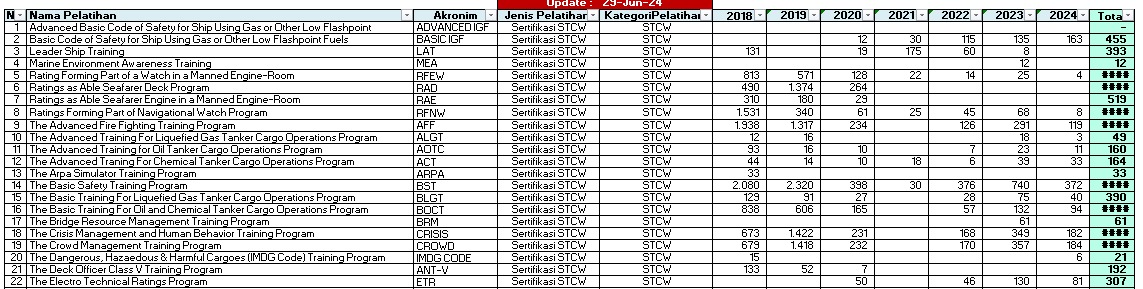 Update : 29-Jun-24
N Nama Pelatihan Akronim Jenis Pelatihan KategoriPelatihan 2018 2019 2020 2021 2022 2023 2024 Tota
1 Advanced Basic Code of Safety for Ship Using Gas or Other Low Flashpoint ADVANCED IGF Sertifikasi STCW STCW -
2 Basic Code of Safety for Ship Using Gas or Other Low Flashpoint Fuels BASIC IGF Sertifikasi STCW STCW 12 30 115 135 163 455
3 Leader Ship Training LAT Sertifikasi STCW STCW 131 19 175 60 8 393
4 Marine Environment Awareness Training MEA Sertifikasi STCW STCW 12 12
5 Rating Forming Part of a Watch in a Manned Engine-Room RFEW Sertifikasi STCW STCW 813 571 128 22 14 25 4 ####
6 Ratings as Able Seafarer Deck Program RAD Sertifikasi STCW STCW 490 1.374 264 ####
7 Ratings as Able Seafarer Engine in a Manned Engine-Room RAE Sertifikasi STCW STCW 310 180 29 519
8 Ratings Forming Part of Navigational Watch Program RFNW Sertifikasi STCW STCW 1.531 340 61 25 45 68 8 ####
9 The Advanced Fire Fighting Training Program AFF Sertifikasi STCW STCW 1.938 1.317 234 126 291 119 ####
10 The Advanced Training For Liquefied Gas Tanker Cargo Operations Program ALGT Sertifikasi STCW STCW 12 16 18 3 49
11 The Advanced Training for Oil Tanker Cargo Operations Program AOTC Sertifikasi STCW STCW 93 16 10 7 23 11 160
12 The Advanced Traning For Chemical Tanker Cargo Operations Program ACT Sertifikasi STCW STCW 44 14 10 18 6 39 33 164
13 The Arpa Simulator Training Program ARPA Sertifikasi STCW STCW 33 33
14 The Basic Safety Training Program BST Sertifikasi STCW STCW 2.080 2.320 398 30 376 740 372 ####
15 The Basic Training For Liquefied Gas Tanker Cargo Operations Program BLGT Sertifikasi STCW STCW 129 91 27 28 75 40 390
16 The Basic Training For Oil and Chemical Tanker Cargo Operations Program BOCT Sertifikasi STCW STCW 838 606 165 57 132 94 ####
17 The Bridge Resource Management Training Program BRM Sertifikasi STCW STCW 61 61
18 The Crisis Management and Human Behavior Training Program CRISIS Sertifikasi STCW STCW 673 1.422 231 168 349 182 ####
19 The Crowd Management Training Program CROWD Sertifikasi STCW STCW 679 1.418 232 170 357 184 ####
20 The Dangerous, Hazaedous & Harmful Cargoes (IMDG Code) Training Program IMDG CODE Sertifikasi STCW STCW 15 6 21
21 The Deck Officer Class V Training Program ANT-V Sertifikasi STCW STCW 133 52 7 192
22 The Electro Technical Ratings Program ETR Sertifikasi STCW STCW 50 46 130 81 307